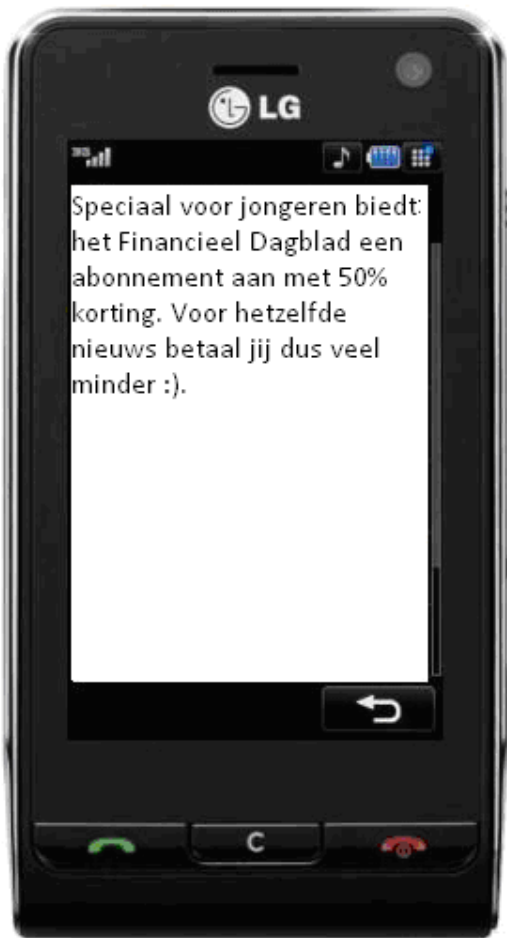 LG
3G
Speciaal voor jongeren biedt
het Financieel Dagblad een
abonnement aan met 50%
korting. Voor hetzelfde
nieuws betaal jij dus veel
minder :).
C